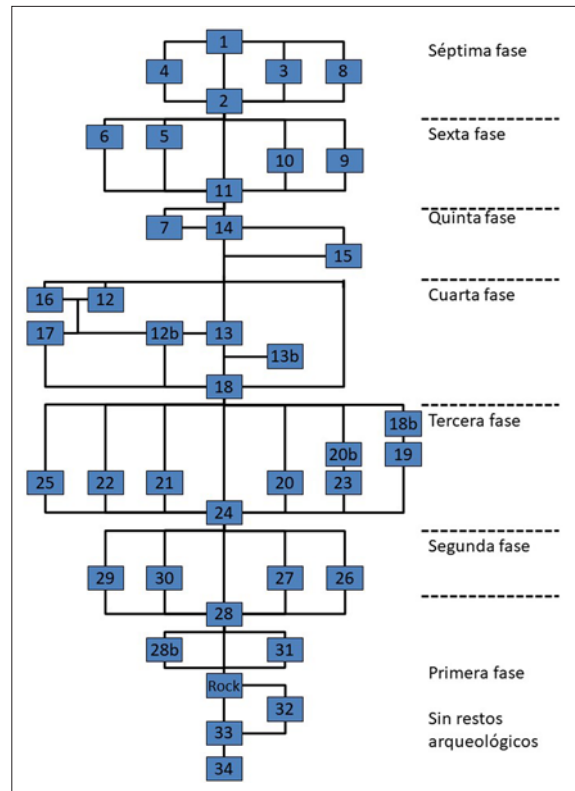 1
Séptima fase
4
3
8
2
Sexta fase
6
5
10
9
11
Quinta fase
7
14
15
Cuarta fase
16
12
17
12b
13
13b
18
Tercera fase
18b
20b
19
25
22
21
20
23
24
Segunda fase
29
30
27
26
28
28b
31
Primera fase
Rock
32
Sin restos
arqueológicos
33
34